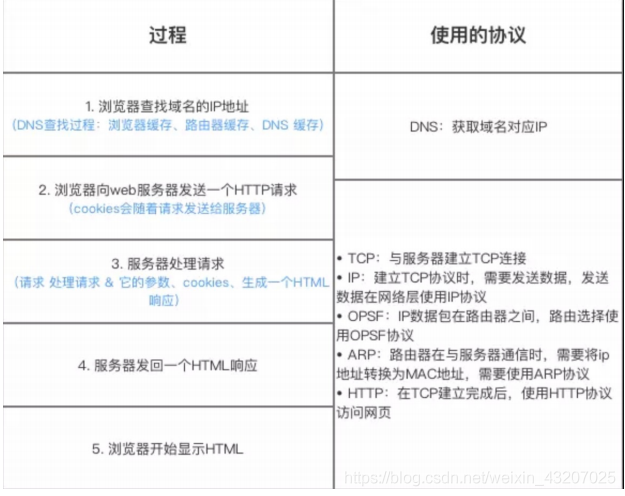 过程
使用的协议
1. 浏览器查找域名的IP地址
(DNS查找过程：浏览器缓存、路由器缓存、DNS 缓存)
DNS：获取域名对应IP
2. 浏览器向web服务器发送一个HTTP请求
(cookies会随着请求发送给服务器)
3. 服务器处理请求
(请求 处理请求 & 它的参数、cookies、生成一个HTML
响应)
4. 服务器发回一个HTML响应
5. 浏览器开始显示HTML
• TCP：与服务器建立TCP连接
• IP：建立TCP协议时，需要发送数据，发送
数据在网络层使用IP协议
• OPSF：IP数据包在路由器之间，路由选择使
用OPSF协议
• ARP：路由器在与服务器通信时，需要将ip
地址转换为MAC地址，需要使用ARP协议
• HTTP：在TCP建立完成后，使用HTTP协议
访问网页
https://blog.csdn.net/weixin_43207025